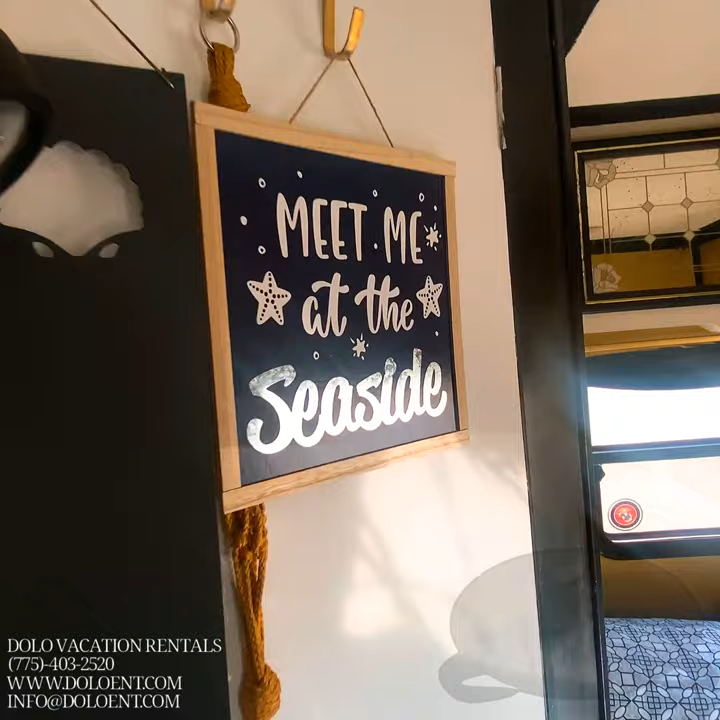 MEET ME
at the
Seaside
DOLO VACATION RENTALS
(775)-403-2520
WWW.DOLOENT.COM
INFO@DOLOENT.COM